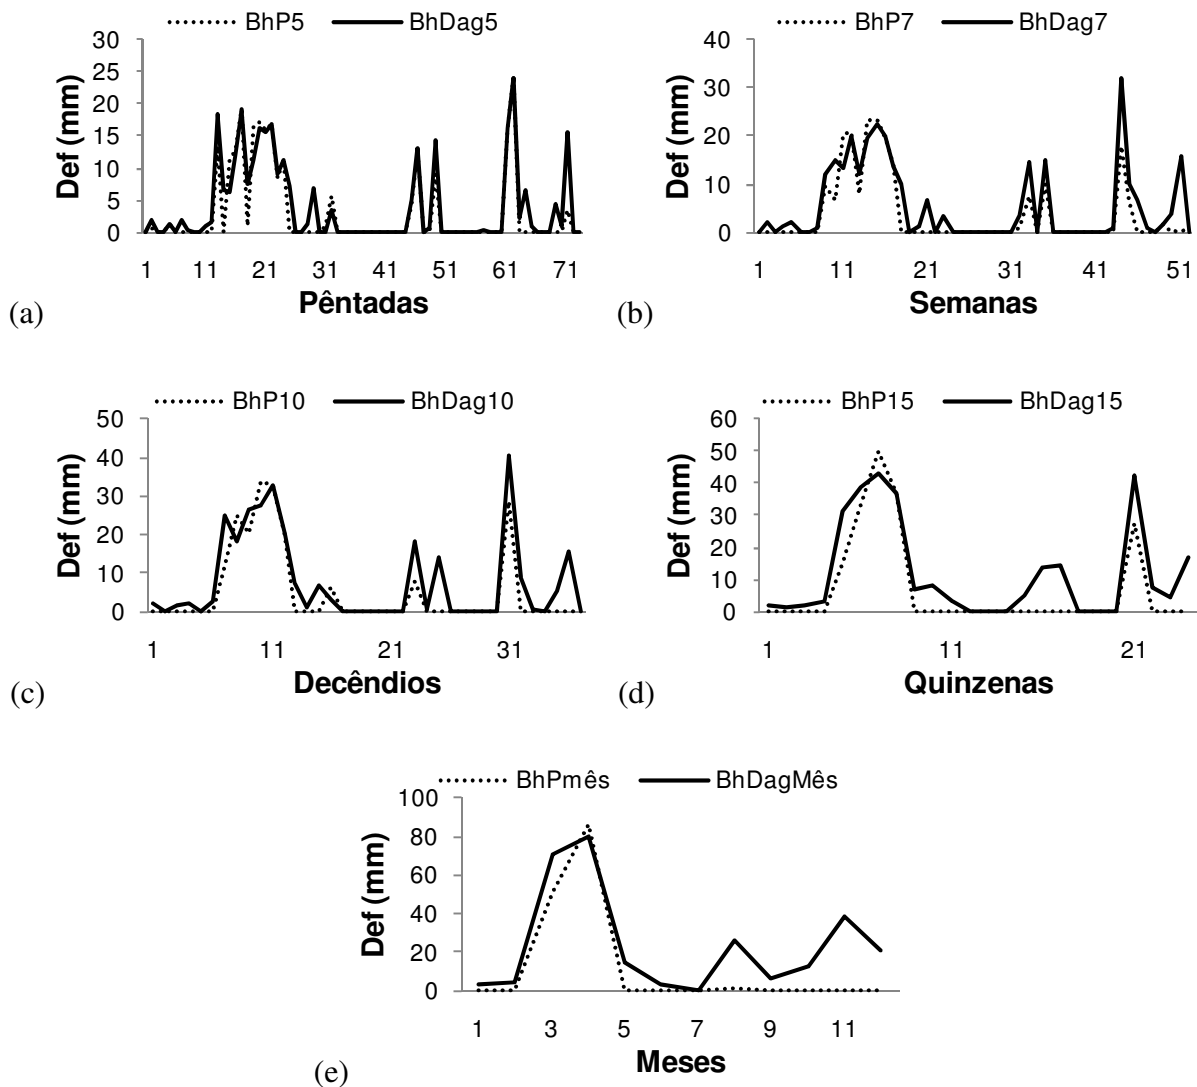 BhP5 BhDag5
30
25
20
15
10
5
0
Def (mm)
1 11 21 31 41 51 61 71
Pêntadas
(a)
BhP7 BhDag7
40
30
20
10
0
Def (mm)
1 11 21 31 41 51
Semanas
(b)
BhP10 BhDag10
50
40
30
20
10
0
Def (mm)
1 11 21 31
Decêndios
(c)
BhP15 BhDag15
60
50
40
30
20
10
0
Def (mm)
1 11 21
Quinzenas
(d)
BhPmês BhDagMês
100
80
60
40
20
0
Def (mm)
1 3 5 7 9 11
Meses
(e)